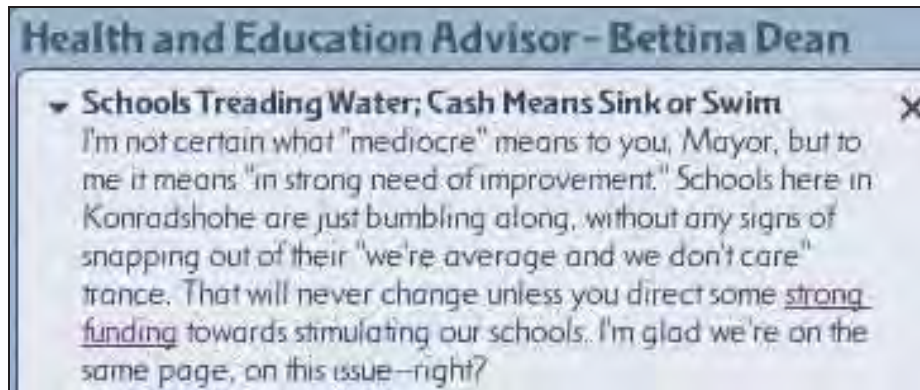 Health and Education Advisor – Bettina Dean
Schools Treading Water; Cash Means Sink or Swim
I'm not certain what "mediocre" means to you, Mayor, but to
me it means "in strong need of improvement." Schools here in
Konradshohe are just bumbling along, without any signs of
snapping out of their "we're average and we don't care"
trance. That will never change unless you direct some strong
funding towards stimulating our schools. I'm glad we're on the
same page, on this issue–right?